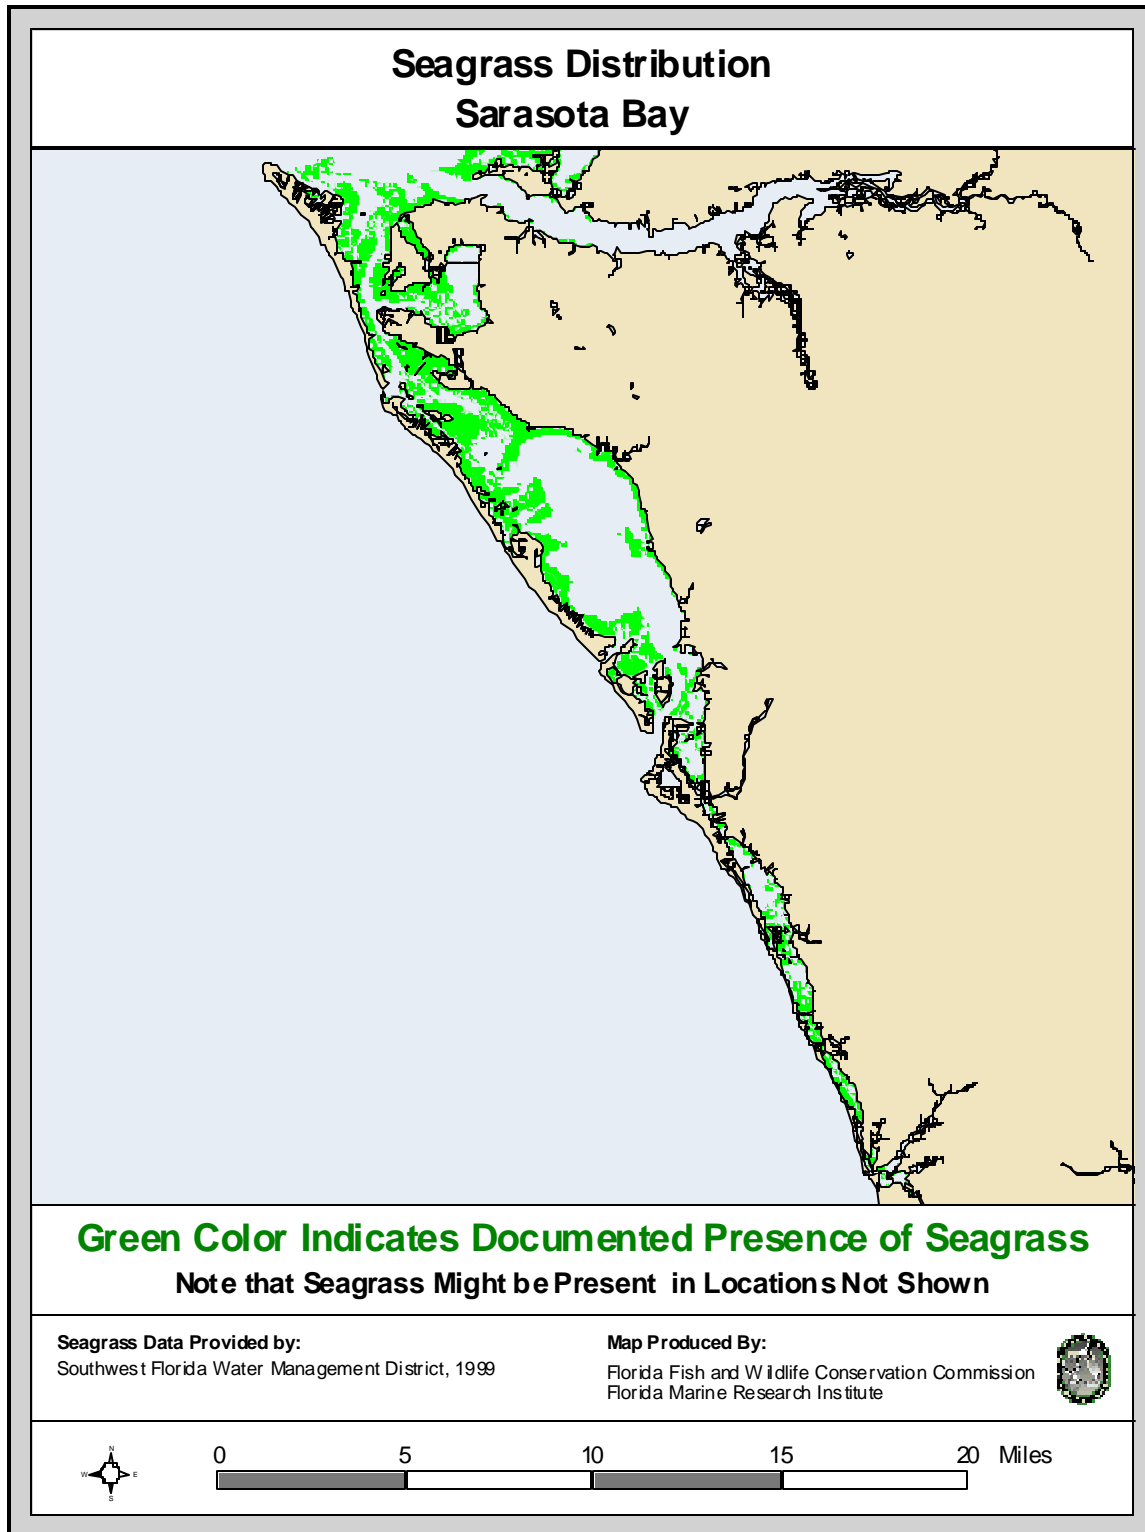 Seagrass Distribution
Sarasota Bay
Green Color Indicates Documented Presence of Seagrass
Note that Seagrass Might be Present in Locations Not Shown
Seagrass Data Provided by:
Southwest Florida Water Management District, 1999
Map Produced By:
Florida Fish and Wildlife Conservation Commission
Florida Marine Research Institute
N
W E
S
0 5 10 15 20 Miles